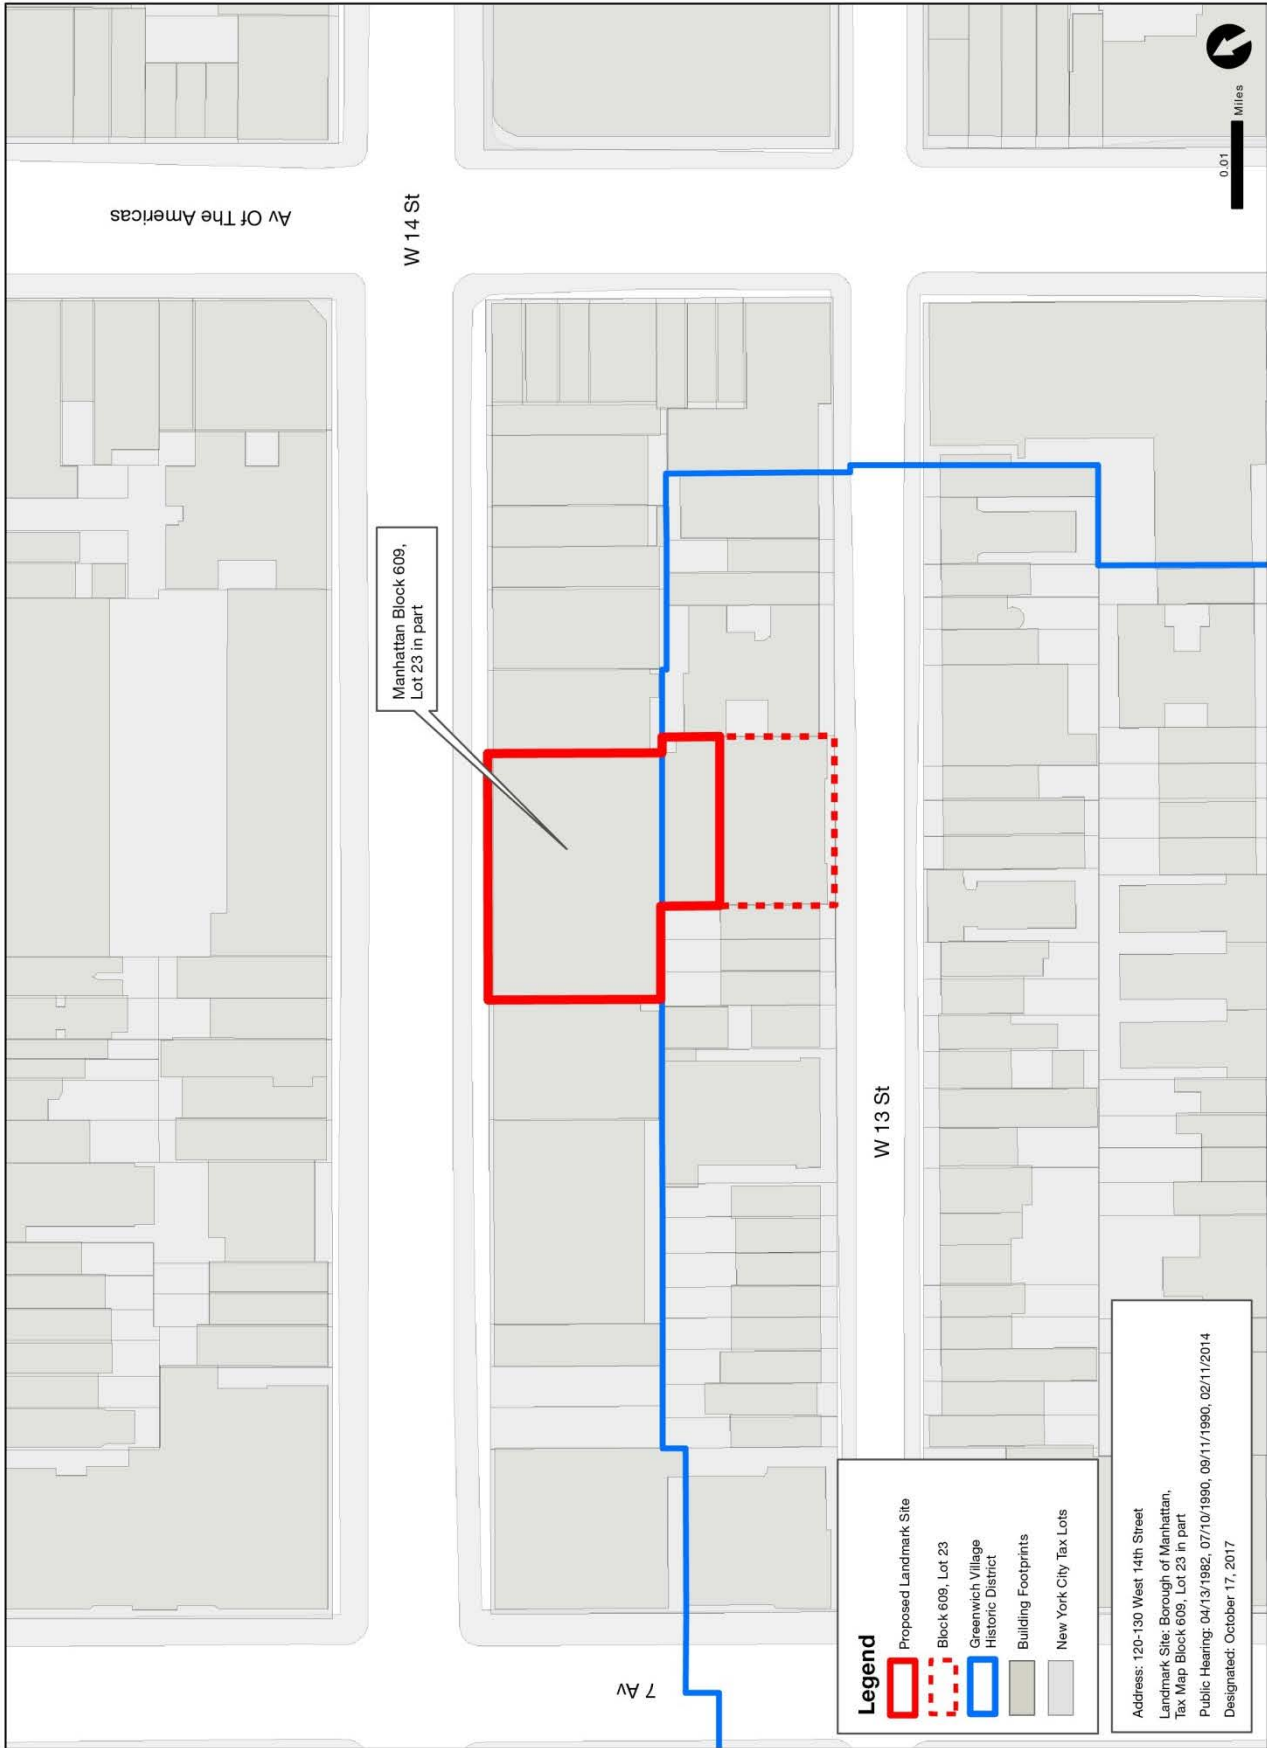 Av Of The Americas
W 14 St
0.01
Miles
Manhattan Block 609,
Lot 23 in part
W 13 St
7 Av
Legend
Proposed Landmark Site
Block 609, Lot 23
Greenwich Village
Historic District
Building Footprints
New York City Tax Lots
Address: 120-130 West 14th Street
Landmark Site: Borough of Manhattan,
Tax Map Block 609, Lot 23 in part
Public Hearing: 04/13/1982, 07/10/1990, 09/11/1990, 02/11/2014
Designated: October 17, 2017